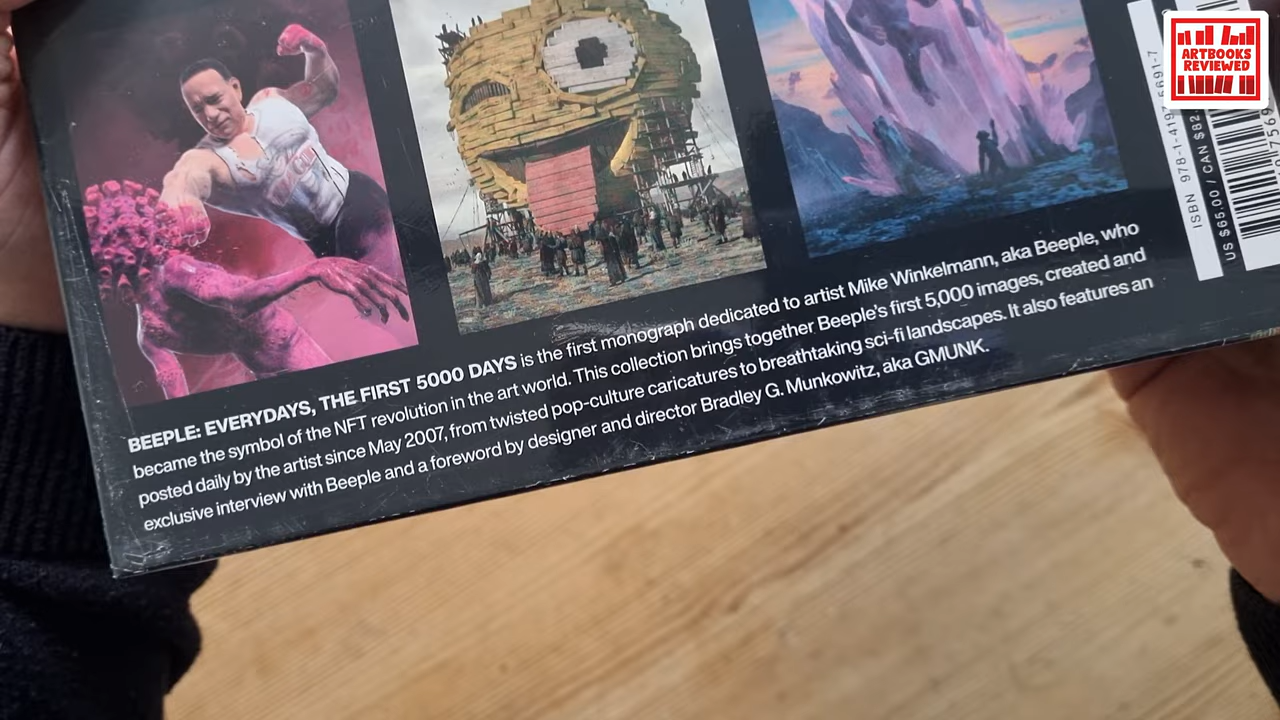 ARTBOOKS
REVIEWED
BEEPLE: EVERYDAYS, THE FIRST 5000 DAYS is the first monograph dedicated to artist Mike Winkelmann, aka Beeple, who
became the symbol of the NFT revolution in the art world. This collection brings together Beeple's first 5,000 images, created and
posted daily by the artist since May 2007, from twisted pop-culture caricatures to breathtaking sci-fi landscapes. It also features an
exclusive interview with Beeple and a foreword by designer and director Bradley G. Munkowitz, aka GMUNK.
ISBN
US $65.00 / CAN